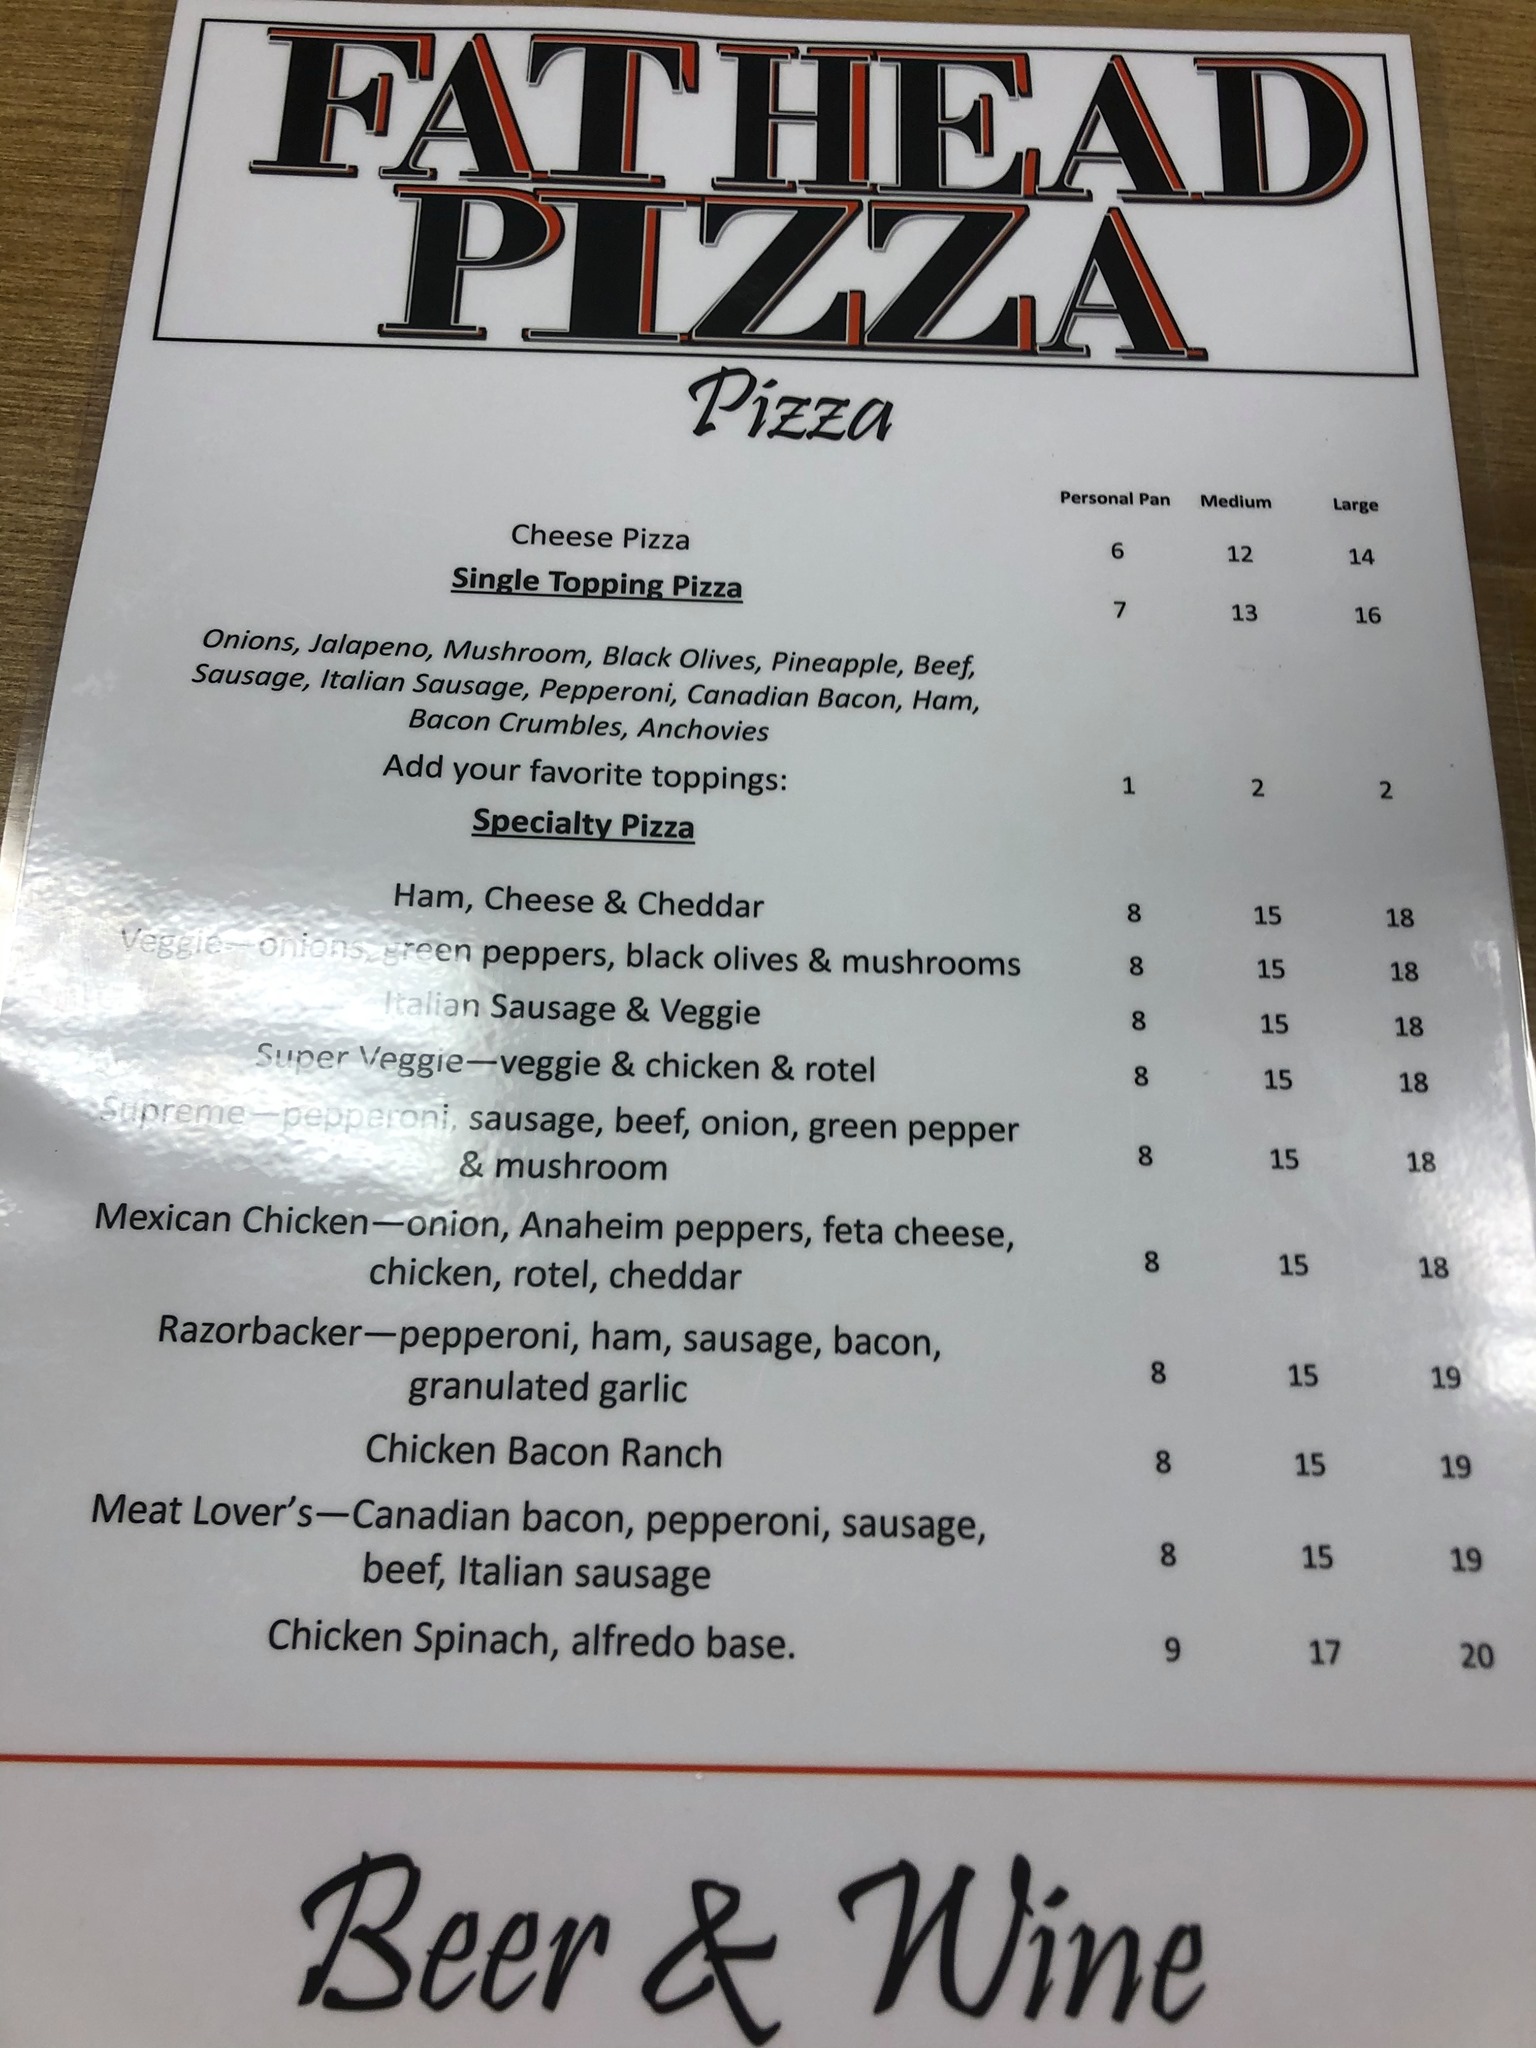 FAT HEAD
PIZZA
Pizza
Personal Pan Medium Large
Cheese Pizza 6 12 14
Single Topping Pizza 7 13 16
Onions, Jalapeno, Mushroom, Black Olives, Pineapple, Beef,
Sausage, Italian Sausage, Pepperoni, Canadian Bacon, Ham,
Bacon Crumbles, Anchovies
Add your favorite toppings: 1 2 2
Specialty Pizza
Ham, Cheese & Cheddar 8 15 18
Veggie—onions, green peppers, black olives & mushrooms 8 15 18
Italian Sausage & Veggie 8 15 18
Super Veggie—veggie & chicken & rotel 8 15 18
Supreme—pepperoni, sausage, beef, onion, green pepper
& mushroom 8 15 18
Mexican Chicken—onion, Anaheim peppers, feta cheese,
chicken, rotel, cheddar 8 15 18
Razorbacker—pepperoni, ham, sausage, bacon,
granulated garlic 8 15 19
Chicken Bacon Ranch 8 15 19
Meat Lover's—Canadian bacon, pepperoni, sausage,
beef, Italian sausage 8 15 19
Chicken Spinach, alfredo base. 9 17 20
Beer & Wine